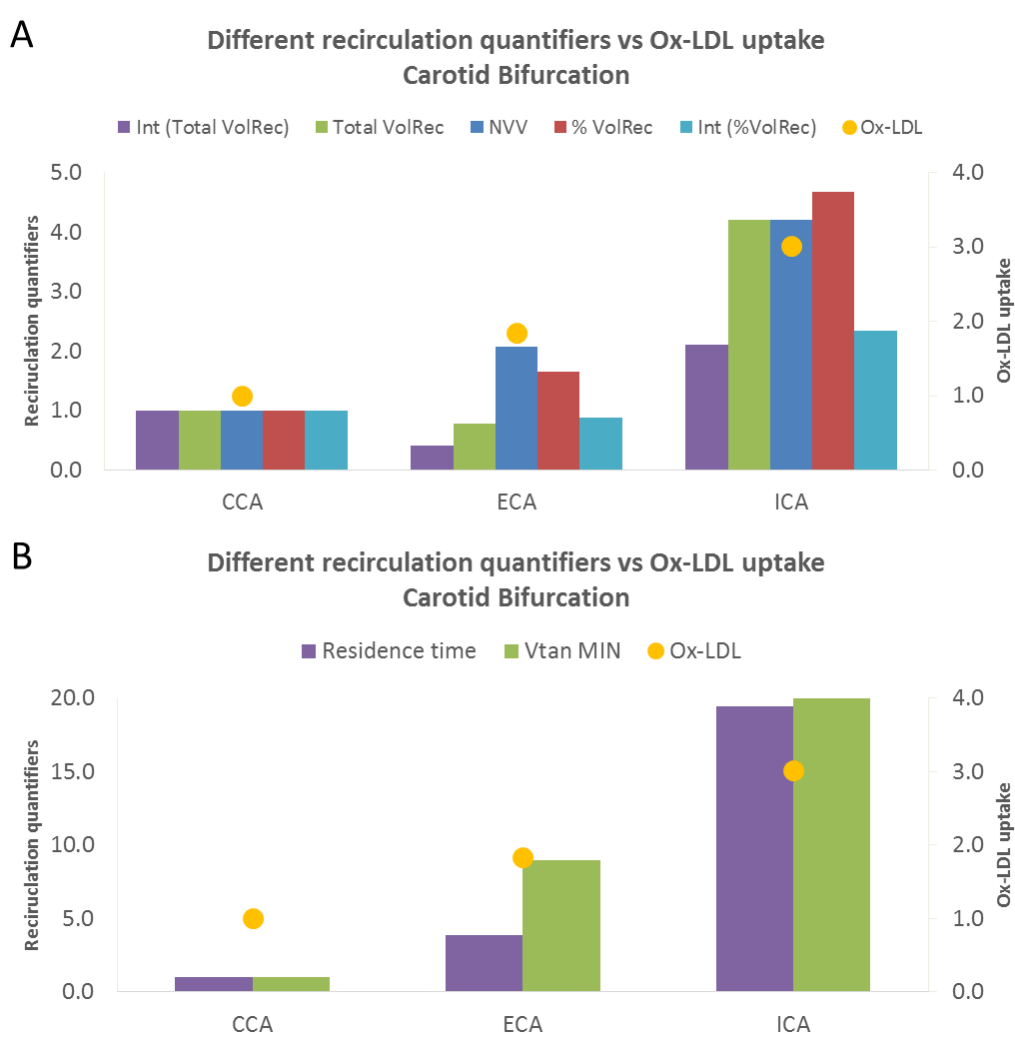 A
Different recirculation quantifiers vs Ox-LDL uptake
Carotid Bifurcation
Int (Total VolRec) Total VolRec NVV % VolRec Int (%VolRec) Ox-LDL
5.0
4.0
3.0
2.0
1.0
0.0
Reciruclation quantifiers
4.0
3.0
2.0
1.0
0.0
Ox-LDL uptake
CCA ECA ICA
B
Different recirculation quantifiers vs Ox-LDL uptake
Carotid Bifurcation
Residence time Vtan MIN Ox-LDL
20.0
15.0
10.0
5.0
0.0
Reciruclation quantifiers
4.0
3.0
2.0
1.0
0.0
Ox-LDL uptake
CCA ECA ICA